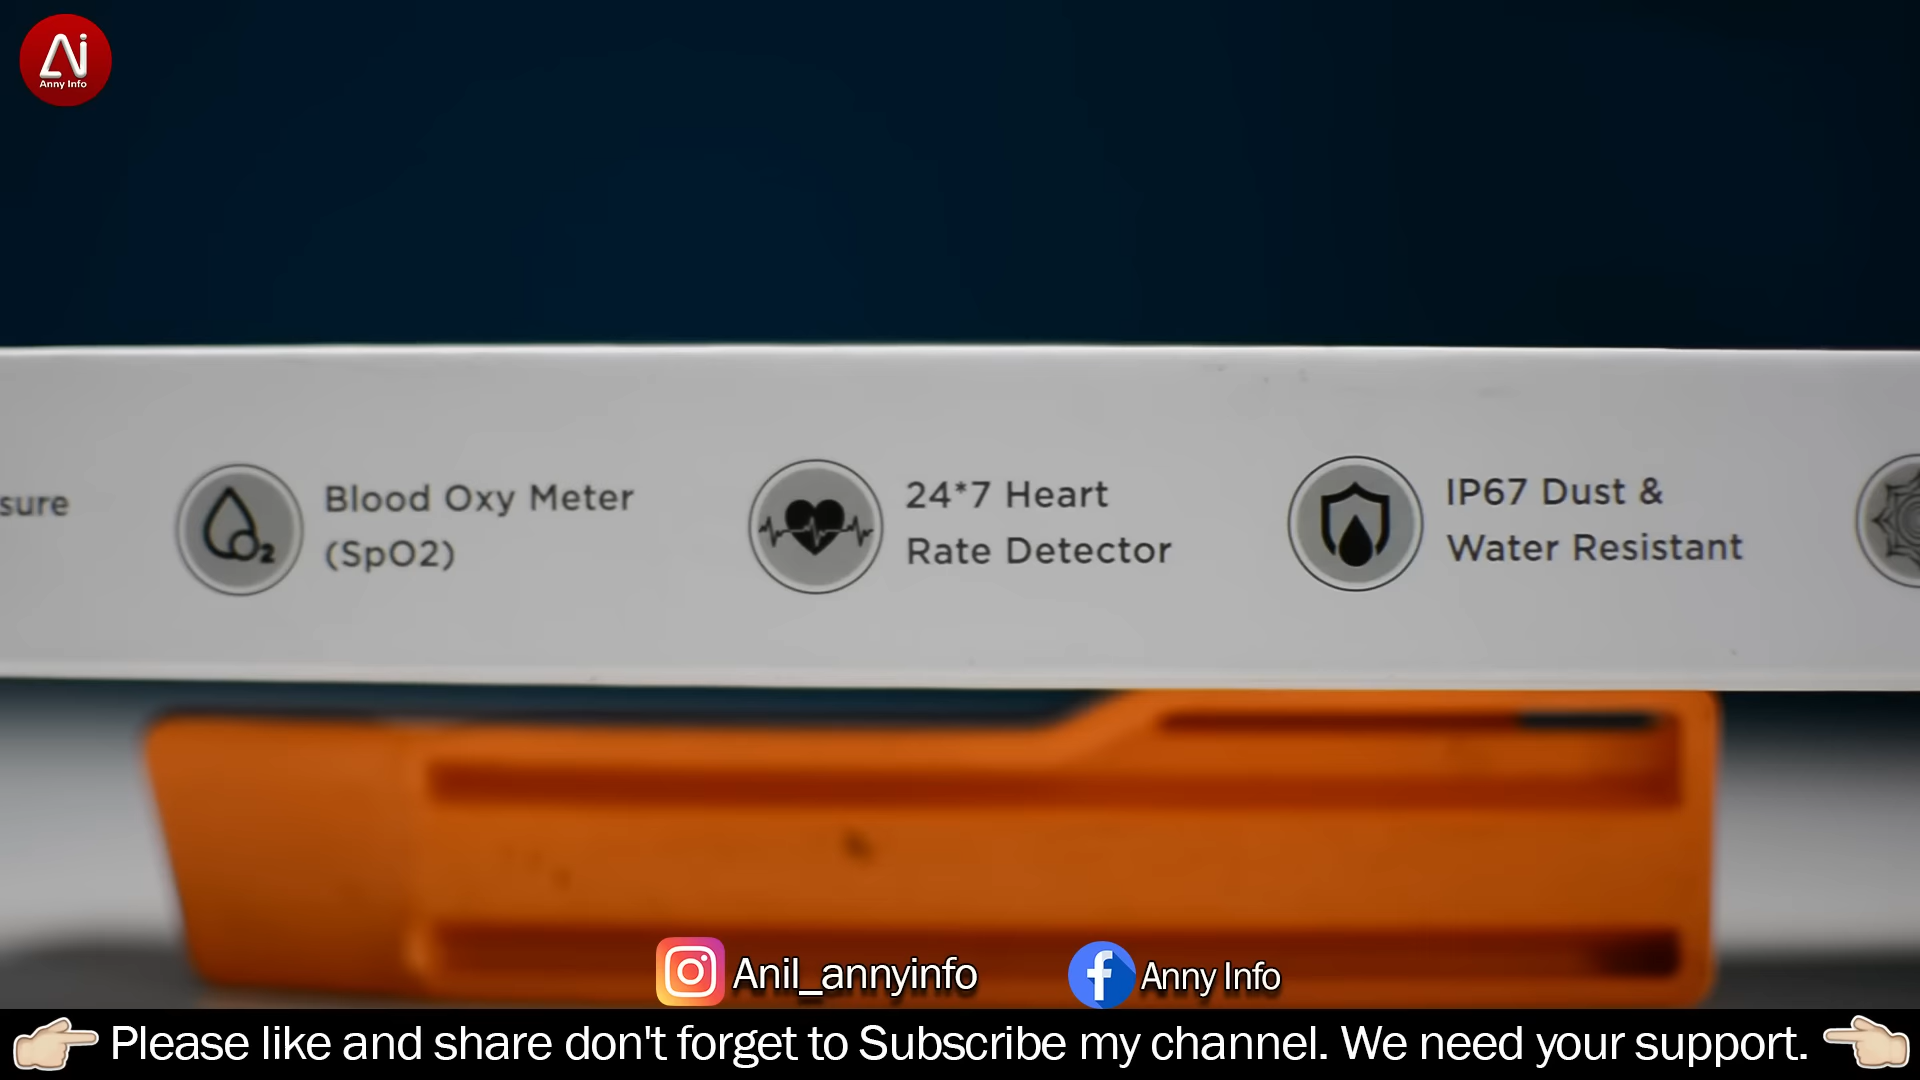 Ai
Anny Info
sure
Blood Oxy Meter
(SpO2)
24*7 Heart
Rate Detector
IP67 Dust &
Water Resistant
Anil_annyinfo
Anny Info
Please like and share don't forget to Subscribe my channel. We need your support.